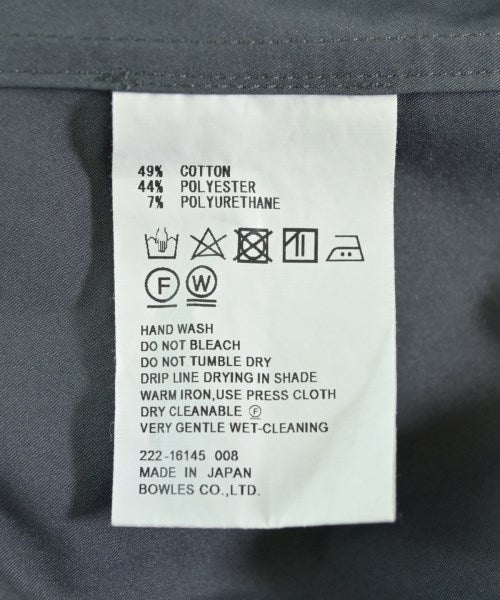 49% COTTON
44% POLYESTER
7% POLYURETHANE
F W
HAND WASH
DO NOT BLEACH
DO NOT TUMBLE DRY
DRIP LINE DRYING IN SHADE
WARM IRON,USE PRESS CLOTH
DRY CLEANABLE Ⓕ
VERY GENTLE WET-CLEANING
222-16145 008
MADE IN JAPAN
BOWLES CO.,LTD.